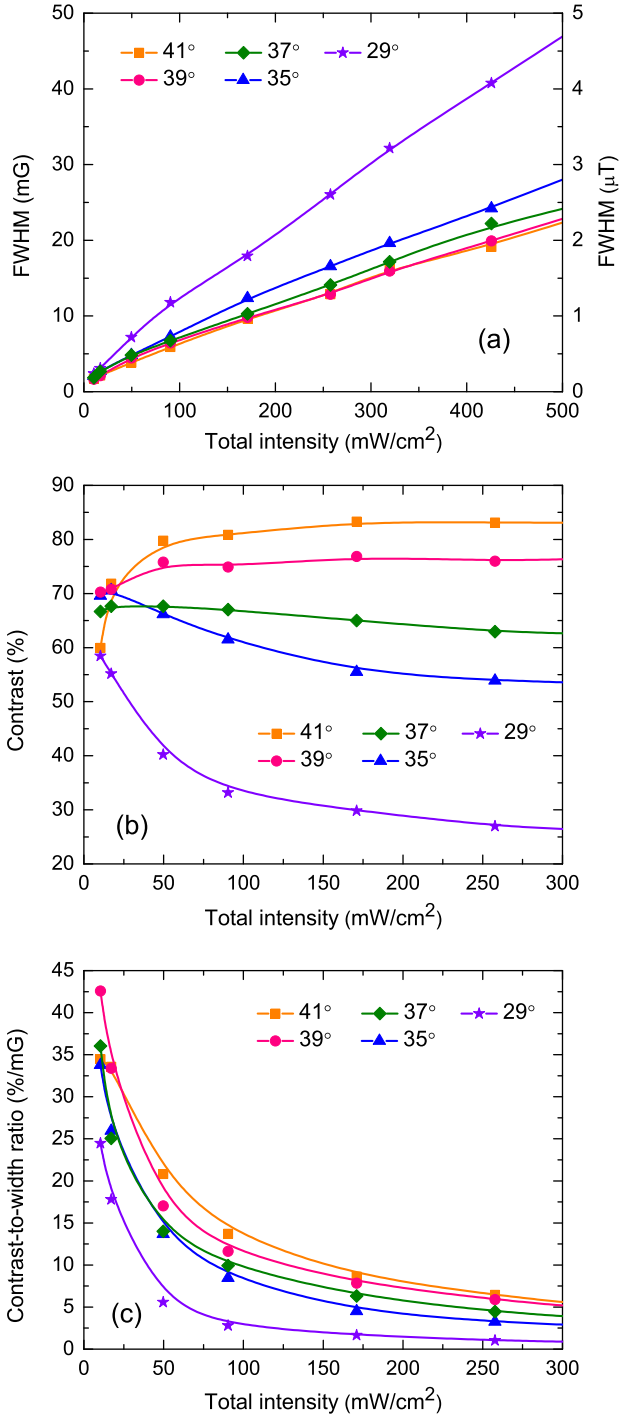 50
5
41° 37° 29°
39° 35°
40
4
30
3
20
2
10
1
0
0
FWHM (mG)
FWHM (μT)
(a)
100 200 300 400 500
Total intensity (mW/cm²)
90
80
70
60
50
40
30
20
Contrast (%)
41° 37° 29°
39° 35°
(b)
0 50 100 150 200 250 300
Total intensity (mW/cm²)
45
40
35
30
25
20
15
10
5
0
Contrast-to-width ratio (%/mG)
41° 37° 29°
39° 35°
(c)
0 50 100 150 200 250 300
Total intensity (mW/cm²)